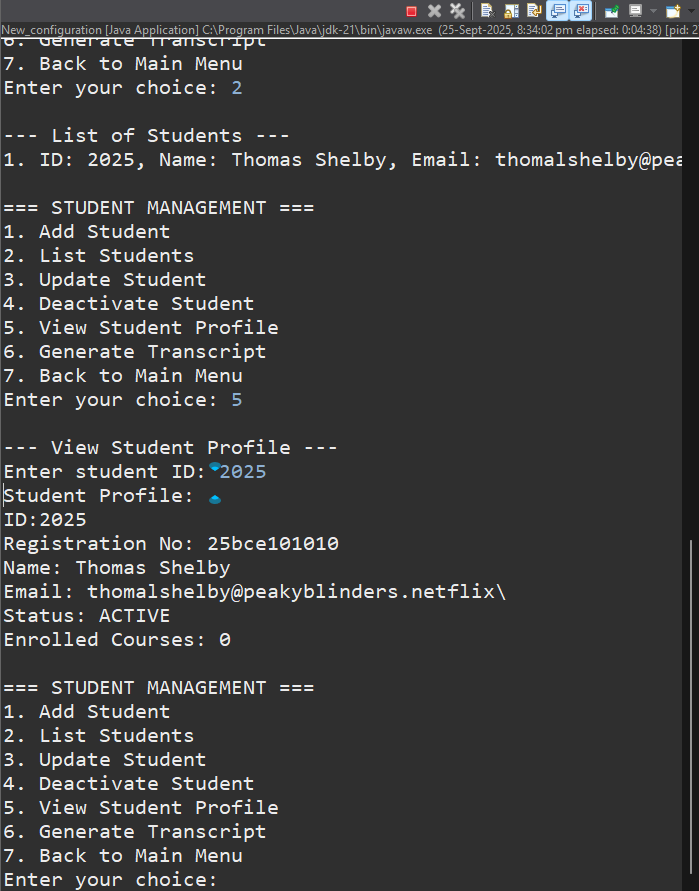 New_configuration [Java Application] C:\Program Files\Java\jdk-21\bin\javaw.exe (25-Sept-2025, 8:34:02 pm elapsed: 0:04:38) [pid: 2
6. Generate Transcript
7. Back to Main Menu
Enter your choice: 2
--- List of Students ---
1. ID: 2025, Name: Thomas Shelby, Email: thomalshelby@pea
=== STUDENT MANAGEMENT ===
1. Add Student
2. List Students
3. Update Student
4. Deactivate Student
5. View Student Profile
6. Generate Transcript
7. Back to Main Menu
Enter your choice: 5
--- View Student Profile ---
Enter student ID: 2025
Student Profile:
ID:2025
Registration No: 25bce101010
Name: Thomas Shelby
Email: thomalshelby@peakyblinders.netflix\
Status: ACTIVE
Enrolled Courses: 0
=== STUDENT MANAGEMENT ===
1. Add Student
2. List Students
3. Update Student
4. Deactivate Student
5. View Student Profile
6. Generate Transcript
7. Back to Main Menu
Enter your choice: